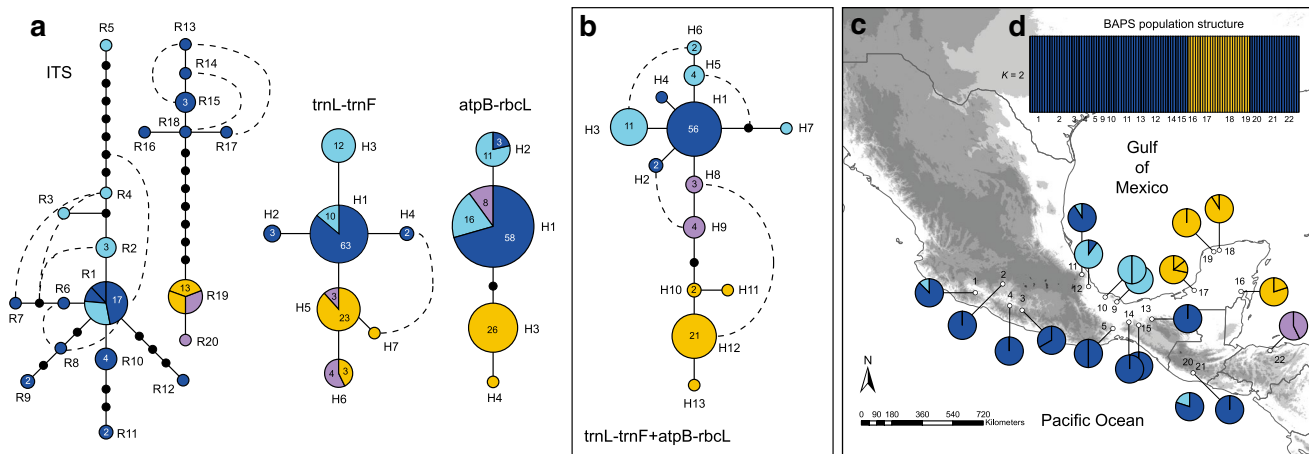 a
ITS
R5
R4
R3
R2
3
R1
17
R6
R7
R8
R9
2
R10
4
R12
R11
2
R13
R14
R15
3
R18
R16
R17
13
R19
R20
trnL-trnF
12
H3
H1
10
63
H2
3
H4
2
H5
3
23
H7
4
3
H6
atpB-rbcL
3
11
H2
8
16
58
H1
26
H3
H4
b
H6
2
H5
4
H4
H1
56
H3
11
H7
H2
2
H8
3
H9
4
H10
2
H11
21
H12
H13
trnL-trnF+atpB-rbcL
c
d
BAPS population structure
K = 2
1 2 3 4 5 9 10 11 12 13 14 15 16 17 18 19 20 21 22
Gulf
of
Mexico
19
18
17
16
11
12
10
9
1
2
4
3
5
14
15
13
20
21
22
N
0 90 180 360 540 720
Kilometers
Pacific Ocean